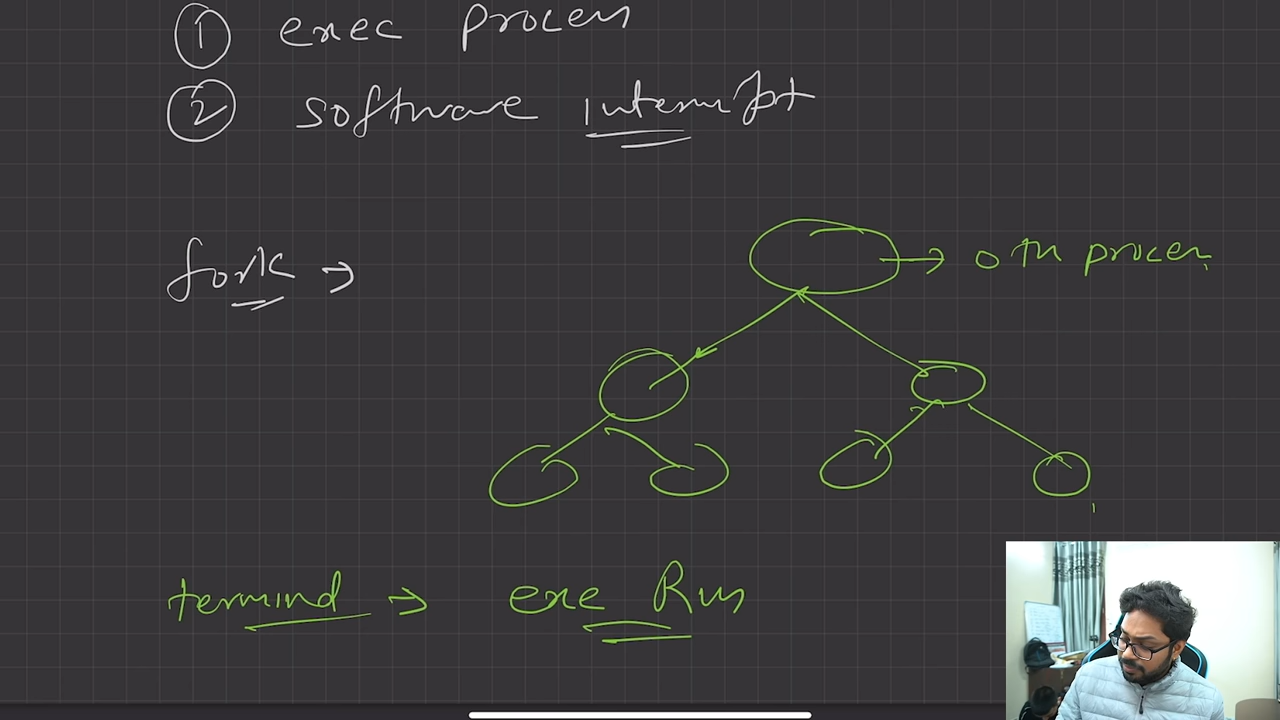 ① exec process
② software interrupt
fork →
→ 0th process
termind → exe Run